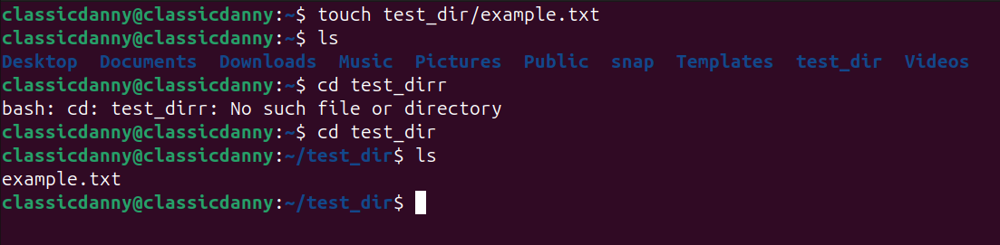 classicdanny@classicdanny:~$ touch test_dir/example.txt
classicdanny@classicdanny:~$ ls
Desktop  Documents  Downloads  Music  Pictures  Public  snap  Templates  test_dir  Videos
classicdanny@classicdanny:~$ cd test_dirr
bash: cd: test_dirr: No such file or directory
classicdanny@classicdanny:~$ cd test_dir
classicdanny@classicdanny:~/test_dir$ ls
example.txt
classicdanny@classicdanny:~/test_dir$